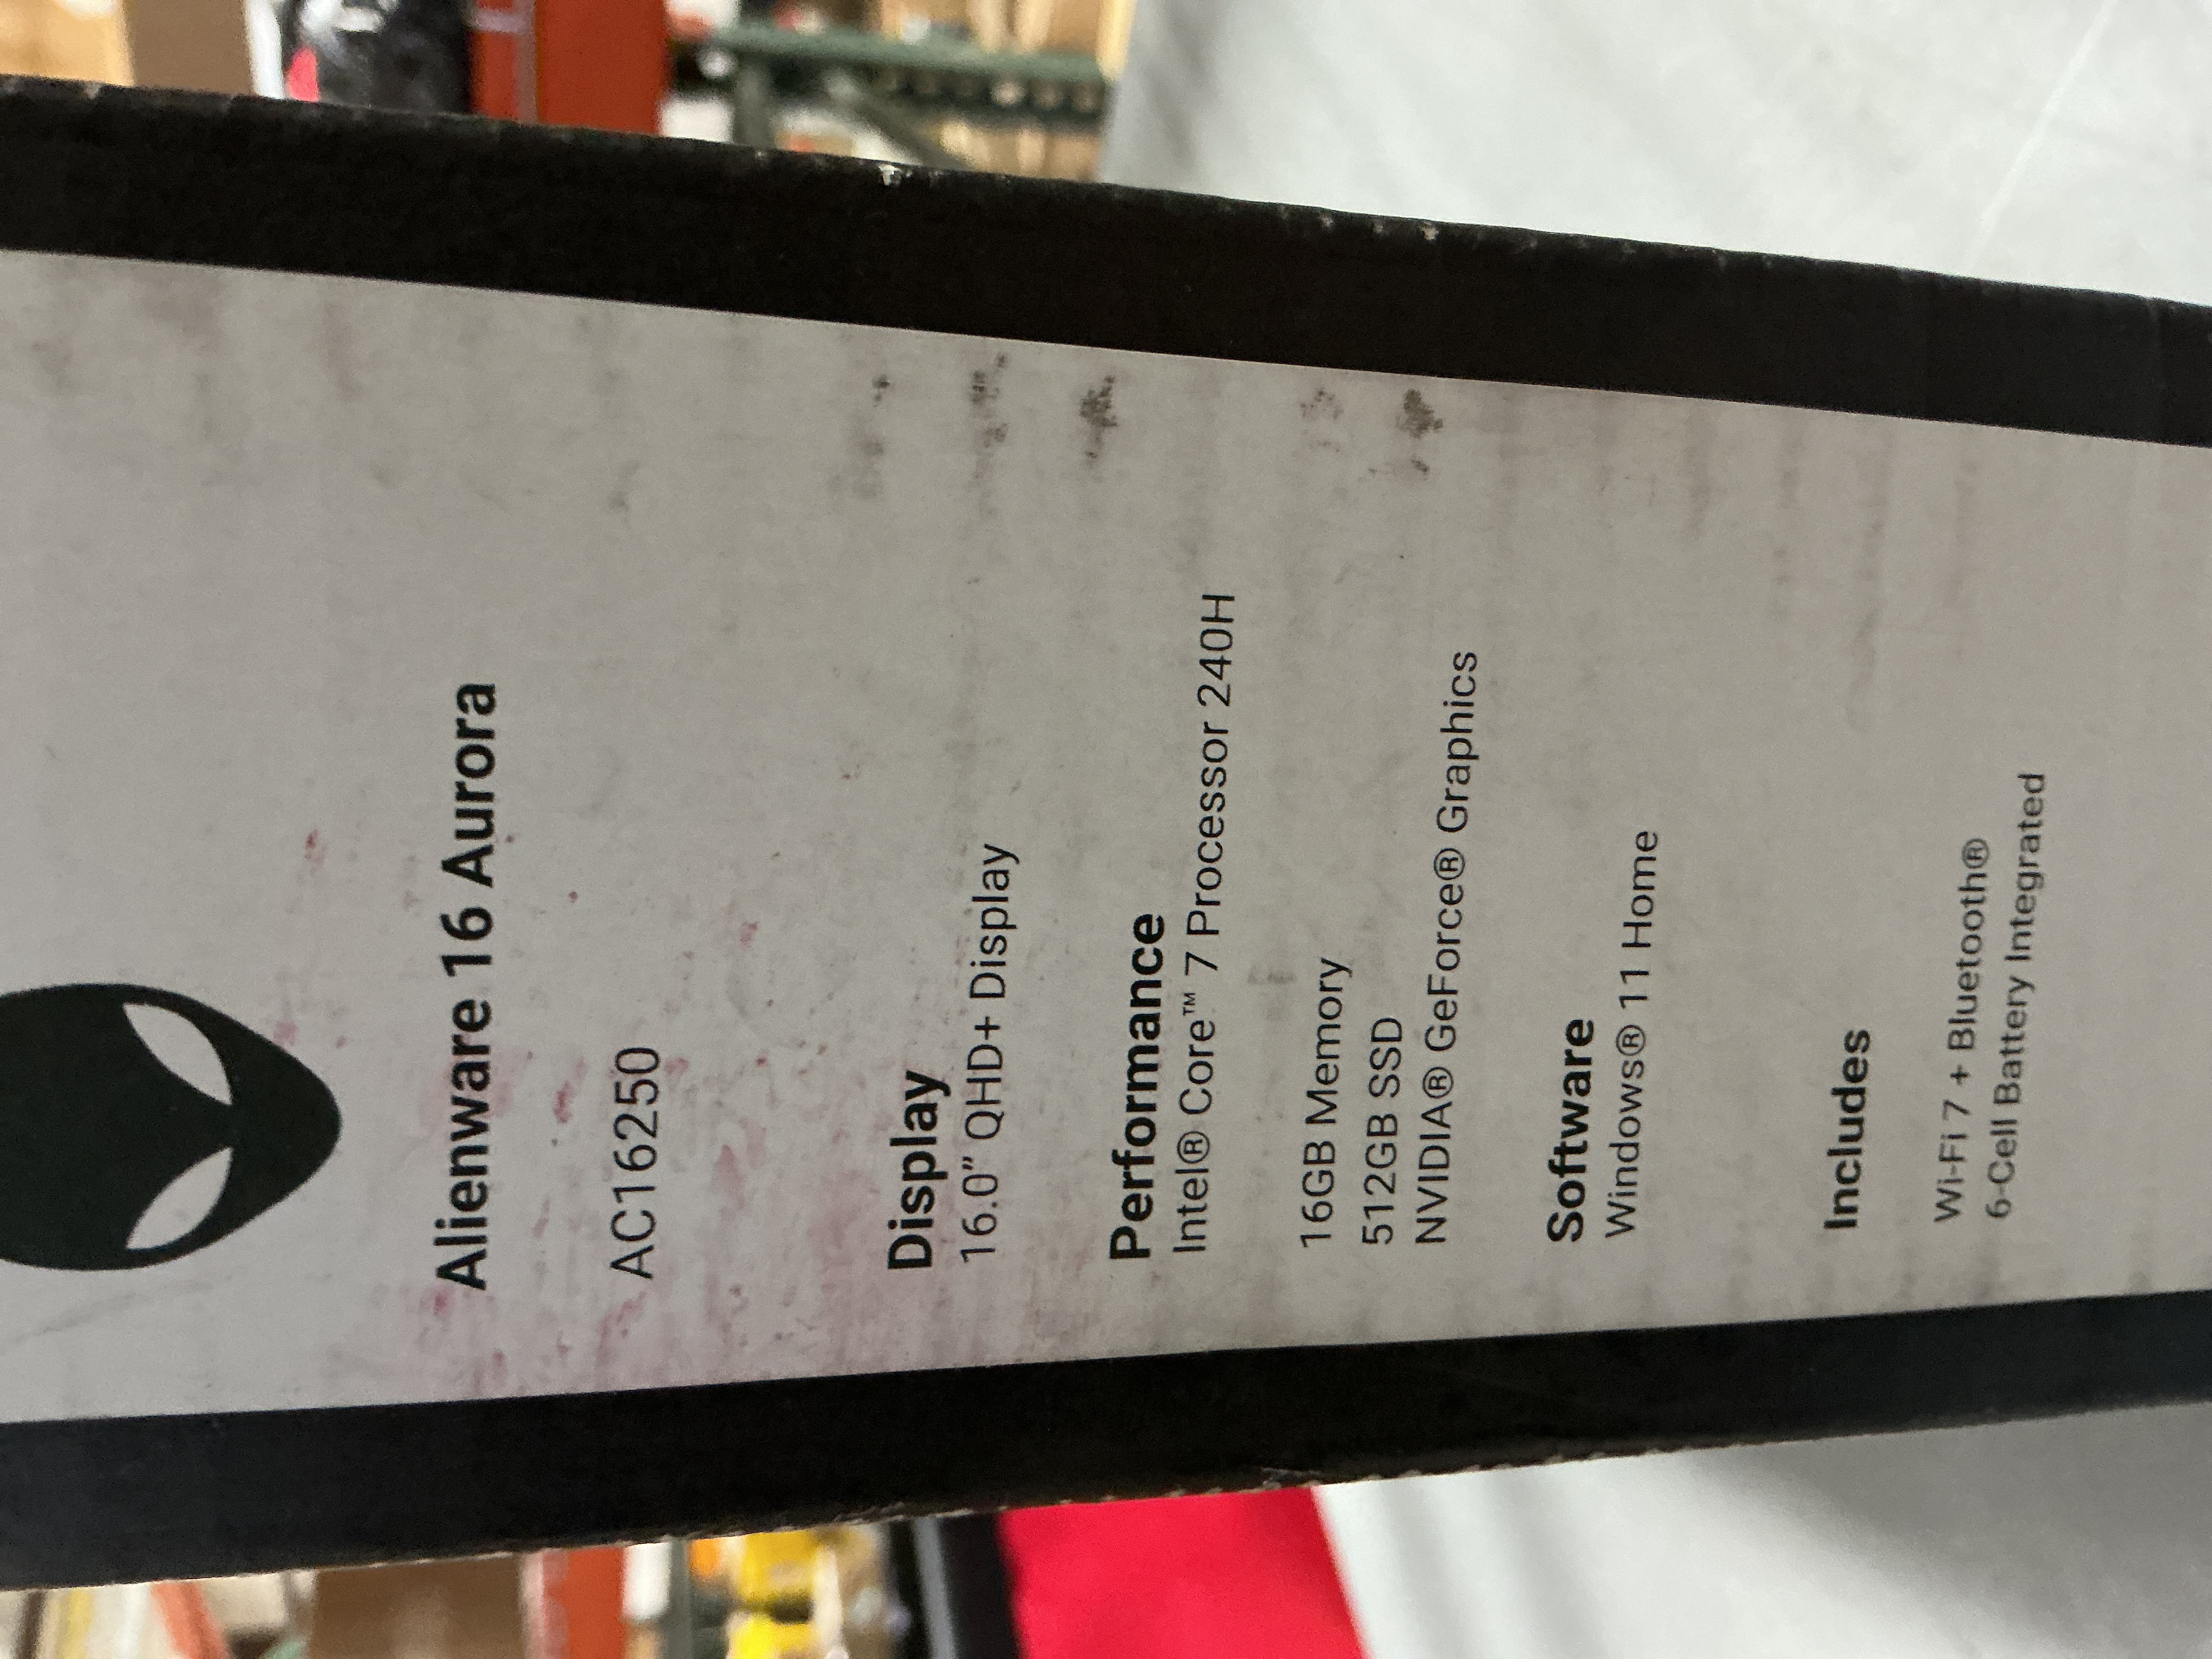 Alienware 16 Aurora
AC16250
Display
16.0” QHD+ Display
Performance
Intel® Core™ 7 Processor 240H
16GB Memory
512GB SSD
NVIDIA® GeForce® Graphics
Software
Windows® 11 Home
Includes
Wi-Fi 7 + Bluetooth®
6-Cell Battery Integrated